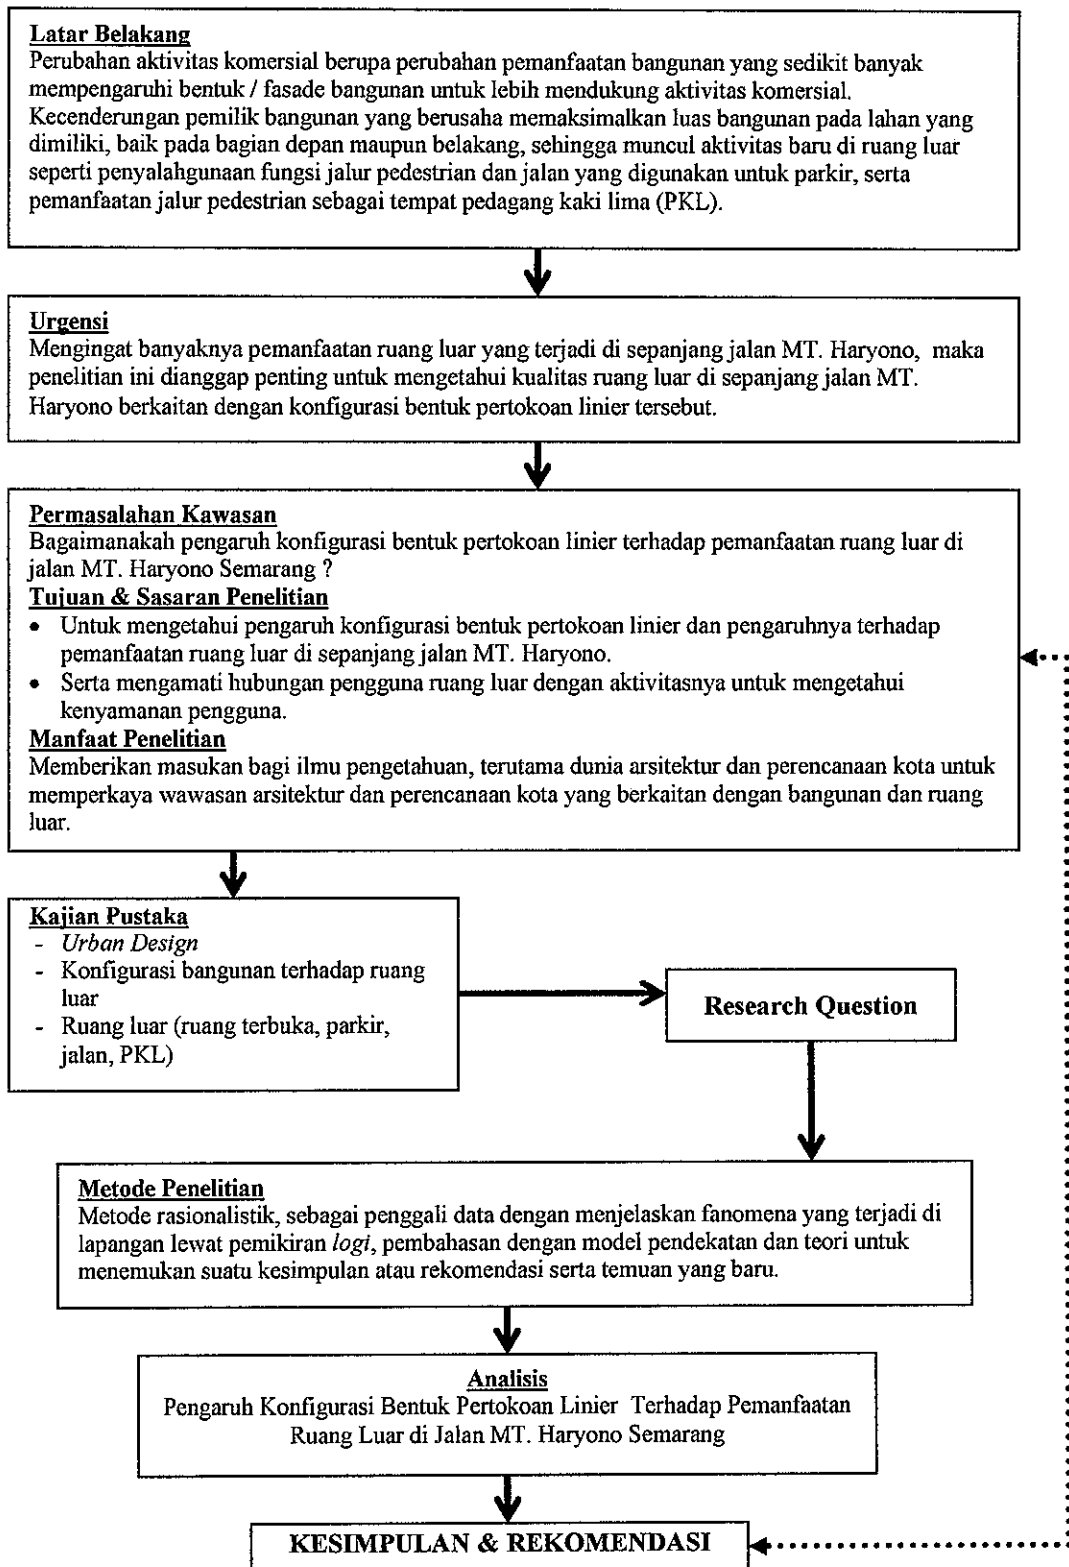 Latar Belakang
Perubahan aktivitas komersial berupa perubahan pemanfaatan bangunan yang sedikit banyak
mempengaruhi bentuk / fasade bangunan untuk lebih mendukung aktivitas komersial.
Kecenderungan pemilik bangunan yang berusaha memaksimalkan luas bangunan pada lahan yang
dimiliki, baik pada bagian depan maupun belakang, sehingga muncul aktivitas baru di ruang luar
seperti penyalahgunaan fungsi jalur pedestrian dan jalan yang digunakan untuk parkir, serta
pemanfaatan jalur pedestrian sebagai tempat pedagang kaki lima (PKL).
Urgensi
Mengingat banyaknya pemanfaatan ruang luar yang terjadi di sepanjang jalan MT. Haryono, maka
penelitian ini dianggap penting untuk mengetahui kualitas ruang luar di sepanjang jalan MT.
Haryono berkaitan dengan konfigurasi bentuk pertokoan linier tersebut.
Permasalahan Kawasan
Bagaimanakah pengaruh konfigurasi bentuk pertokoan linier terhadap pemanfaatan ruang luar di
jalan MT. Haryono Semarang ?
Tujuan & Sasaran Penelitian
• Untuk mengetahui pengaruh konfigurasi bentuk pertokoan linier dan pengaruhnya terhadap
pemanfaatan ruang luar di sepanjang jalan MT. Haryono.
• Serta mengamati hubungan pengguna ruang luar dengan aktivitasnya untuk mengetahui
kenyamanan pengguna.
Manfaat Penelitian
Memberikan masukan bagi ilmu pengetahuan, terutama dunia arsitektur dan perencanaan kota untuk
memperkaya wawasan arsitektur dan perencanaan kota yang berkaitan dengan bangunan dan ruang
luar.
Kajian Pustaka
- Urban Design
- Konfigurasi bangunan terhadap ruang
luar
- Ruang luar (ruang terbuka, parkir,
jalan, PKL)
Research Question
Metode Penelitian
Metode rasionalistik, sebagai penggali data dengan menjelaskan fanomena yang terjadi di
lapangan lewat pemikiran logi, pembahasan dengan model pendekatan dan teori untuk
menemukan suatu kesimpulan atau rekomendasi serta temuan yang baru.
Analisis
Pengaruh Konfigurasi Bentuk Pertokoan Linier Terhadap Pemanfaatan
Ruang Luar di Jalan MT. Haryono Semarang
KESIMPULAN & REKOMENDASI